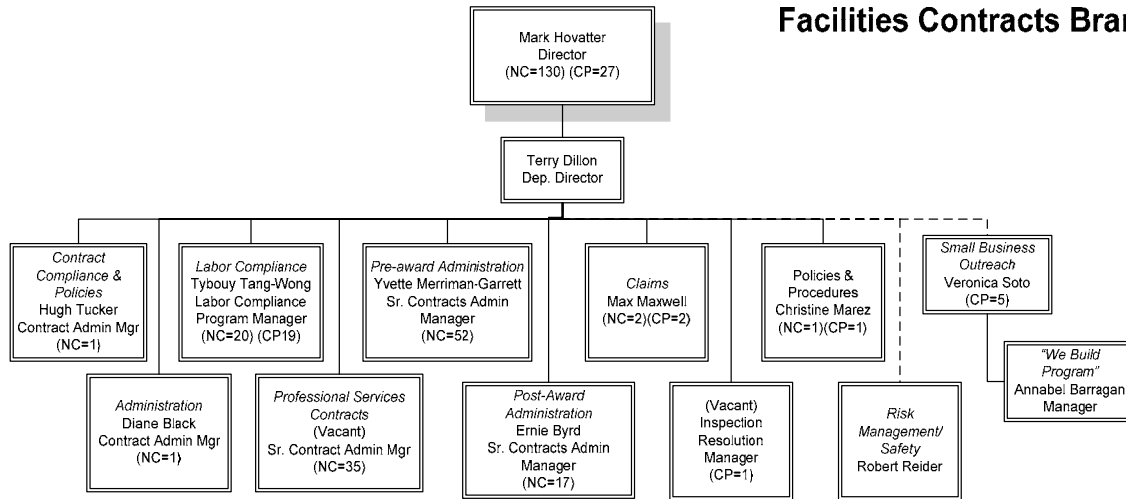 Facilities Contracts Bran
Mark Hovatter
Director
(NC=130) (CP=27)
Terry Dillon
Dep. Director
Contract
Compliance &
Policies
Hugh Tucker
Contract Admin Mgr
(NC=1)
Labor Compliance
Tybouy Tang-Wong
Labor Compliance
Program Manager
(NC=20) (CP19)
Pre-award Administration
Yvette Merriman-Garrett
Sr. Contracts Admin
Manager
(NC=52)
Claims
Max Maxwell
(NC=2)(CP=2)
Policies &
Procedures
Christine Marez
(NC=1)(CP=1)
Small Business
Outreach
Veronica Soto
(CP=5)
"We Build
Program"
Annabel Barragan
Manager
Administration
Diane Black
Contract Admin Mgr
(NC=1)
Professional Services
Contracts
(Vacant)
Sr. Contract Admin Mgr
(NC=35)
Post-Award
Administration
Ernie Byrd
Sr. Contracts Admin
Manager
(NC=17)
(Vacant)
Inspection
Resolution
Manager
(CP=1)
Risk
Management/
Safety
Robert Reider